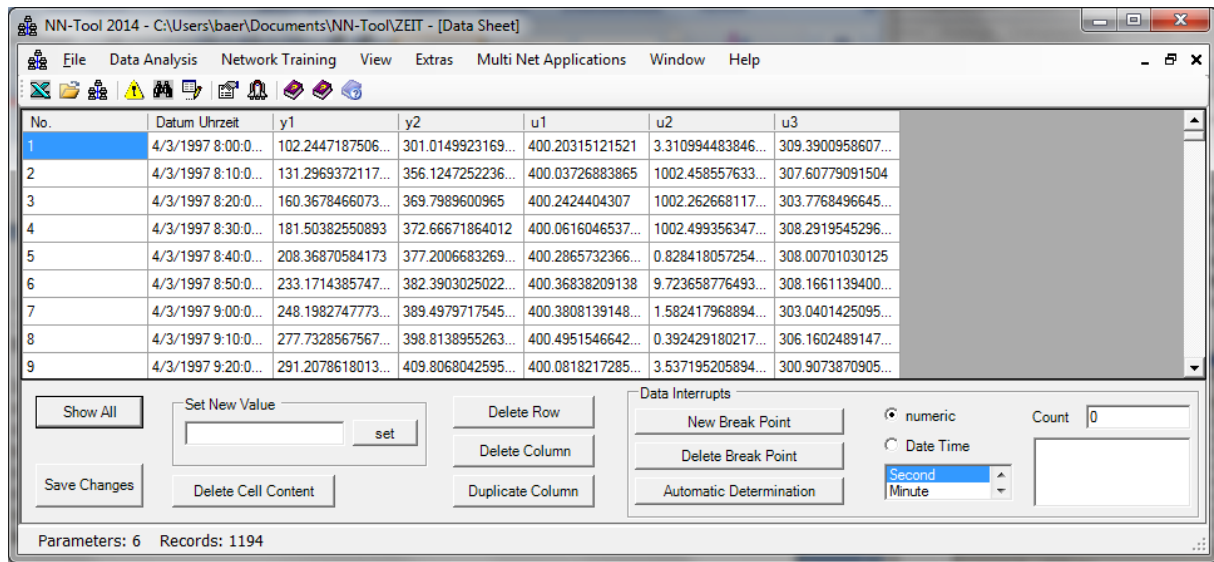 NN-Tool 2014 - C:\Users\baer\Documents\NN-Tool\ZEIT - [Data Sheet]
File Data Analysis Network Training View Extras Multi Net Applications Window Help
No. Datum Uhrzeit y1 y2 u1 u2 u3
1 4/3/1997 8:00:0... 102.2447187506... 301.0149923169... 400.20315121521 3.310994483846... 309.3900958607...
2 4/3/1997 8:10:0... 131.2969372117... 356.1247252236... 400.03726883865 1002.458557633... 307.60779091504
3 4/3/1997 8:20:0... 160.3678466073... 369.7989600965 400.2424404307 1002.262668117... 303.7768496645...
4 4/3/1997 8:30:0... 181.50382550893 372.66671864012 400.0616046537... 1002.499356347... 308.2919545296...
5 4/3/1997 8:40:0... 208.36870584173 377.2006683269... 400.2865732366... 0.828418057254... 308.00701030125
6 4/3/1997 8:50:0... 233.1714385747... 382.3903025022... 400.36838209138 9.723658776493... 308.1661139400...
7 4/3/1997 9:00:0... 248.1982747773... 389.4979717545... 400.3808139148... 1.582417968894... 303.0401425095...
8 4/3/1997 9:10:0... 277.7328567567... 398.8138955263... 400.4951546642... 0.392429180217... 306.1602489147...
9 4/3/1997 9:20:0... 291.2078618013... 409.8068042595... 400.0818217285... 3.537195205894... 300.9073870905...
Show All Set New Value set Delete Row Data Interrupts New Break Point numeric Count 0
Delete Column Delete Break Point Date Time
Save Changes Delete Cell Content Duplicate Column Automatic Determination Second
Minute
Parameters: 6 Records: 1194